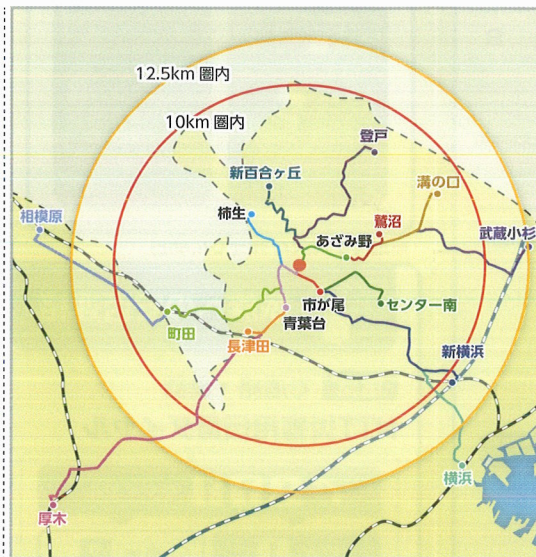 12.5km 圏内
10km 圏内
登戸
新百合ヶ丘
溝の口
柿生
鷲沼
相模原
あざみ野
武蔵小杉
市が尾
センター南
青葉台
町田
長津田
新横浜
横浜
厚木